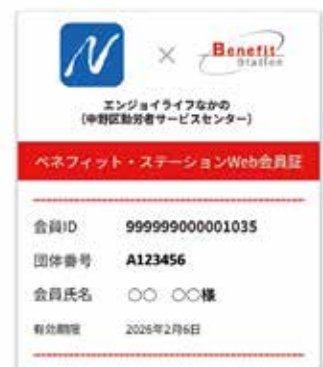 N × Benefit
Station
エンジョイライフなかの
(中野区勤労者サービスセンター)
ベネフィット・ステーションWeb会員証
会員ID 999999000001035
団体番号 A123456
会員氏名 ○○ ○○様
有効期限 2026年2月6日